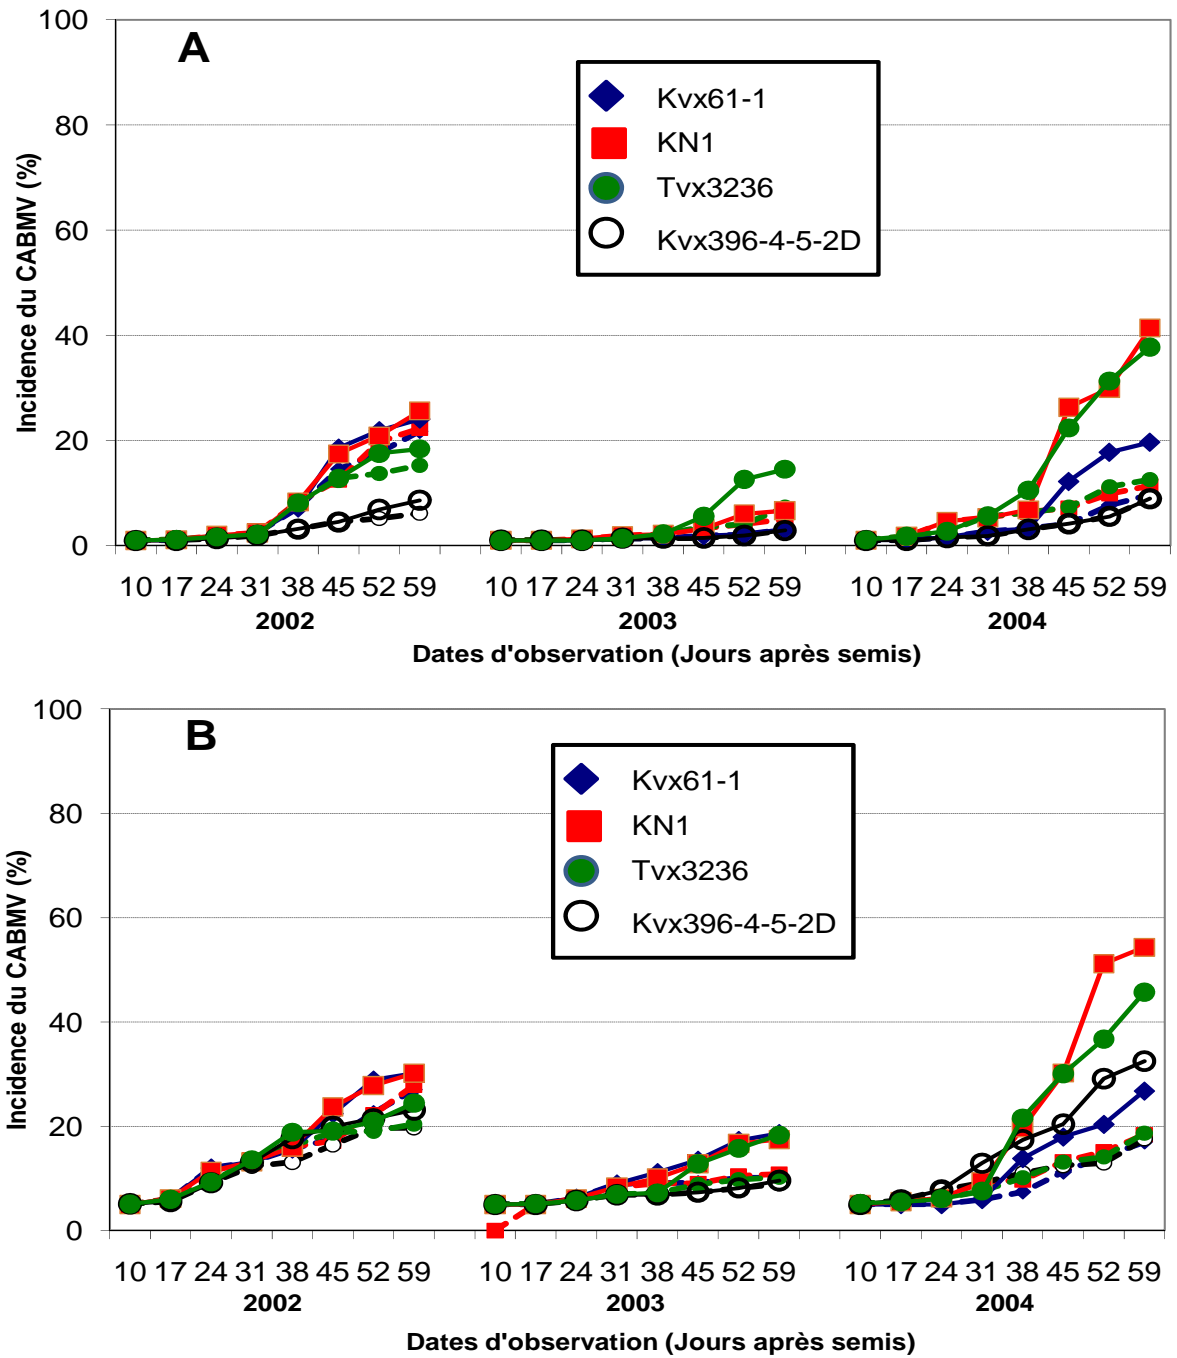 A
100
80
60
40
20
0
Incidence du CABMV (%)
Kvx61-1
KN1
Tvx3236
Kvx396-4-5-2D
10 17 24 31 38 45 52 59 10 17 24 31 38 45 52 59 10 17 24 31 38 45 52 59
2002 2003 2004
Dates d'observation (Jours après semis)
B
100
80
60
40
20
0
Incidence du CABMV (%)
Kvx61-1
KN1
Tvx3236
Kvx396-4-5-2D
10 17 24 31 38 45 52 59 10 17 24 31 38 45 52 59 10 17 24 31 38 45 52 59
2002 2003 2004
Dates d'observation (Jours après semis)